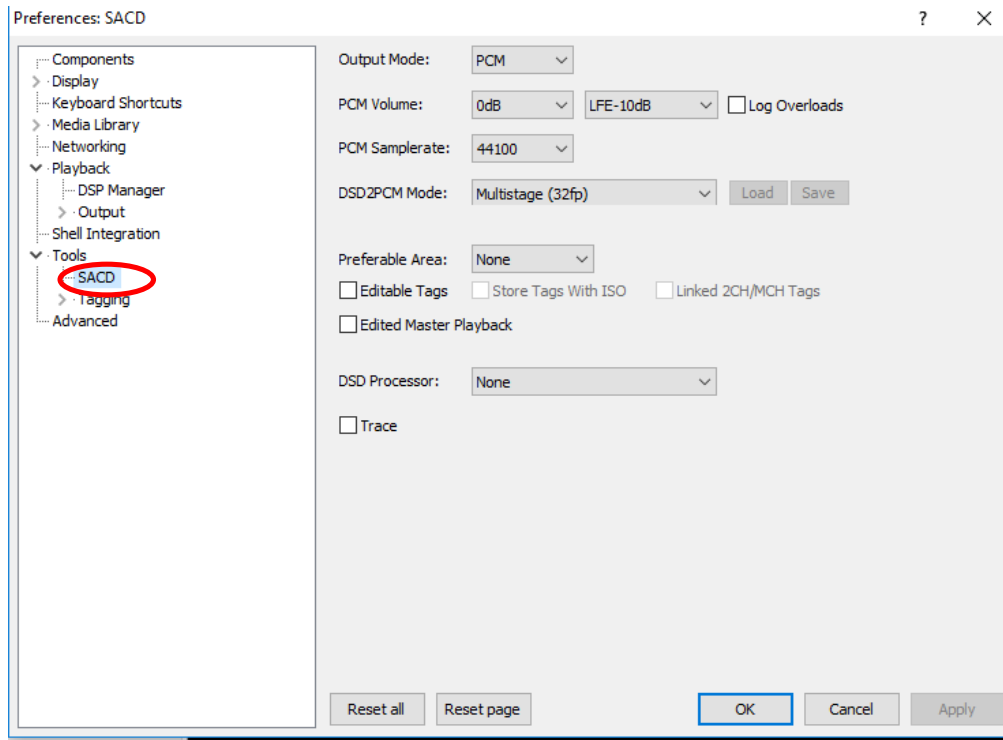 Preferences: SACD ?
Components
Display
Keyboard Shortcuts
Media Library
Networking
Playback
DSP Manager
Output
Shell Integration
Tools
SACD
Tagging
Advanced
Output Mode: PCM
PCM Volume: 0dB LFE-10dB Log Overloads
PCM Samplerate: 44100
DSD2PCM Mode: Multistage (32fp) Load Save
Preferable Area: None
Editable Tags Store Tags With ISO Linked 2CH/MCH Tags
Edited Master Playback
DSD Processor: None
Trace
Reset all Reset page OK Cancel Apply